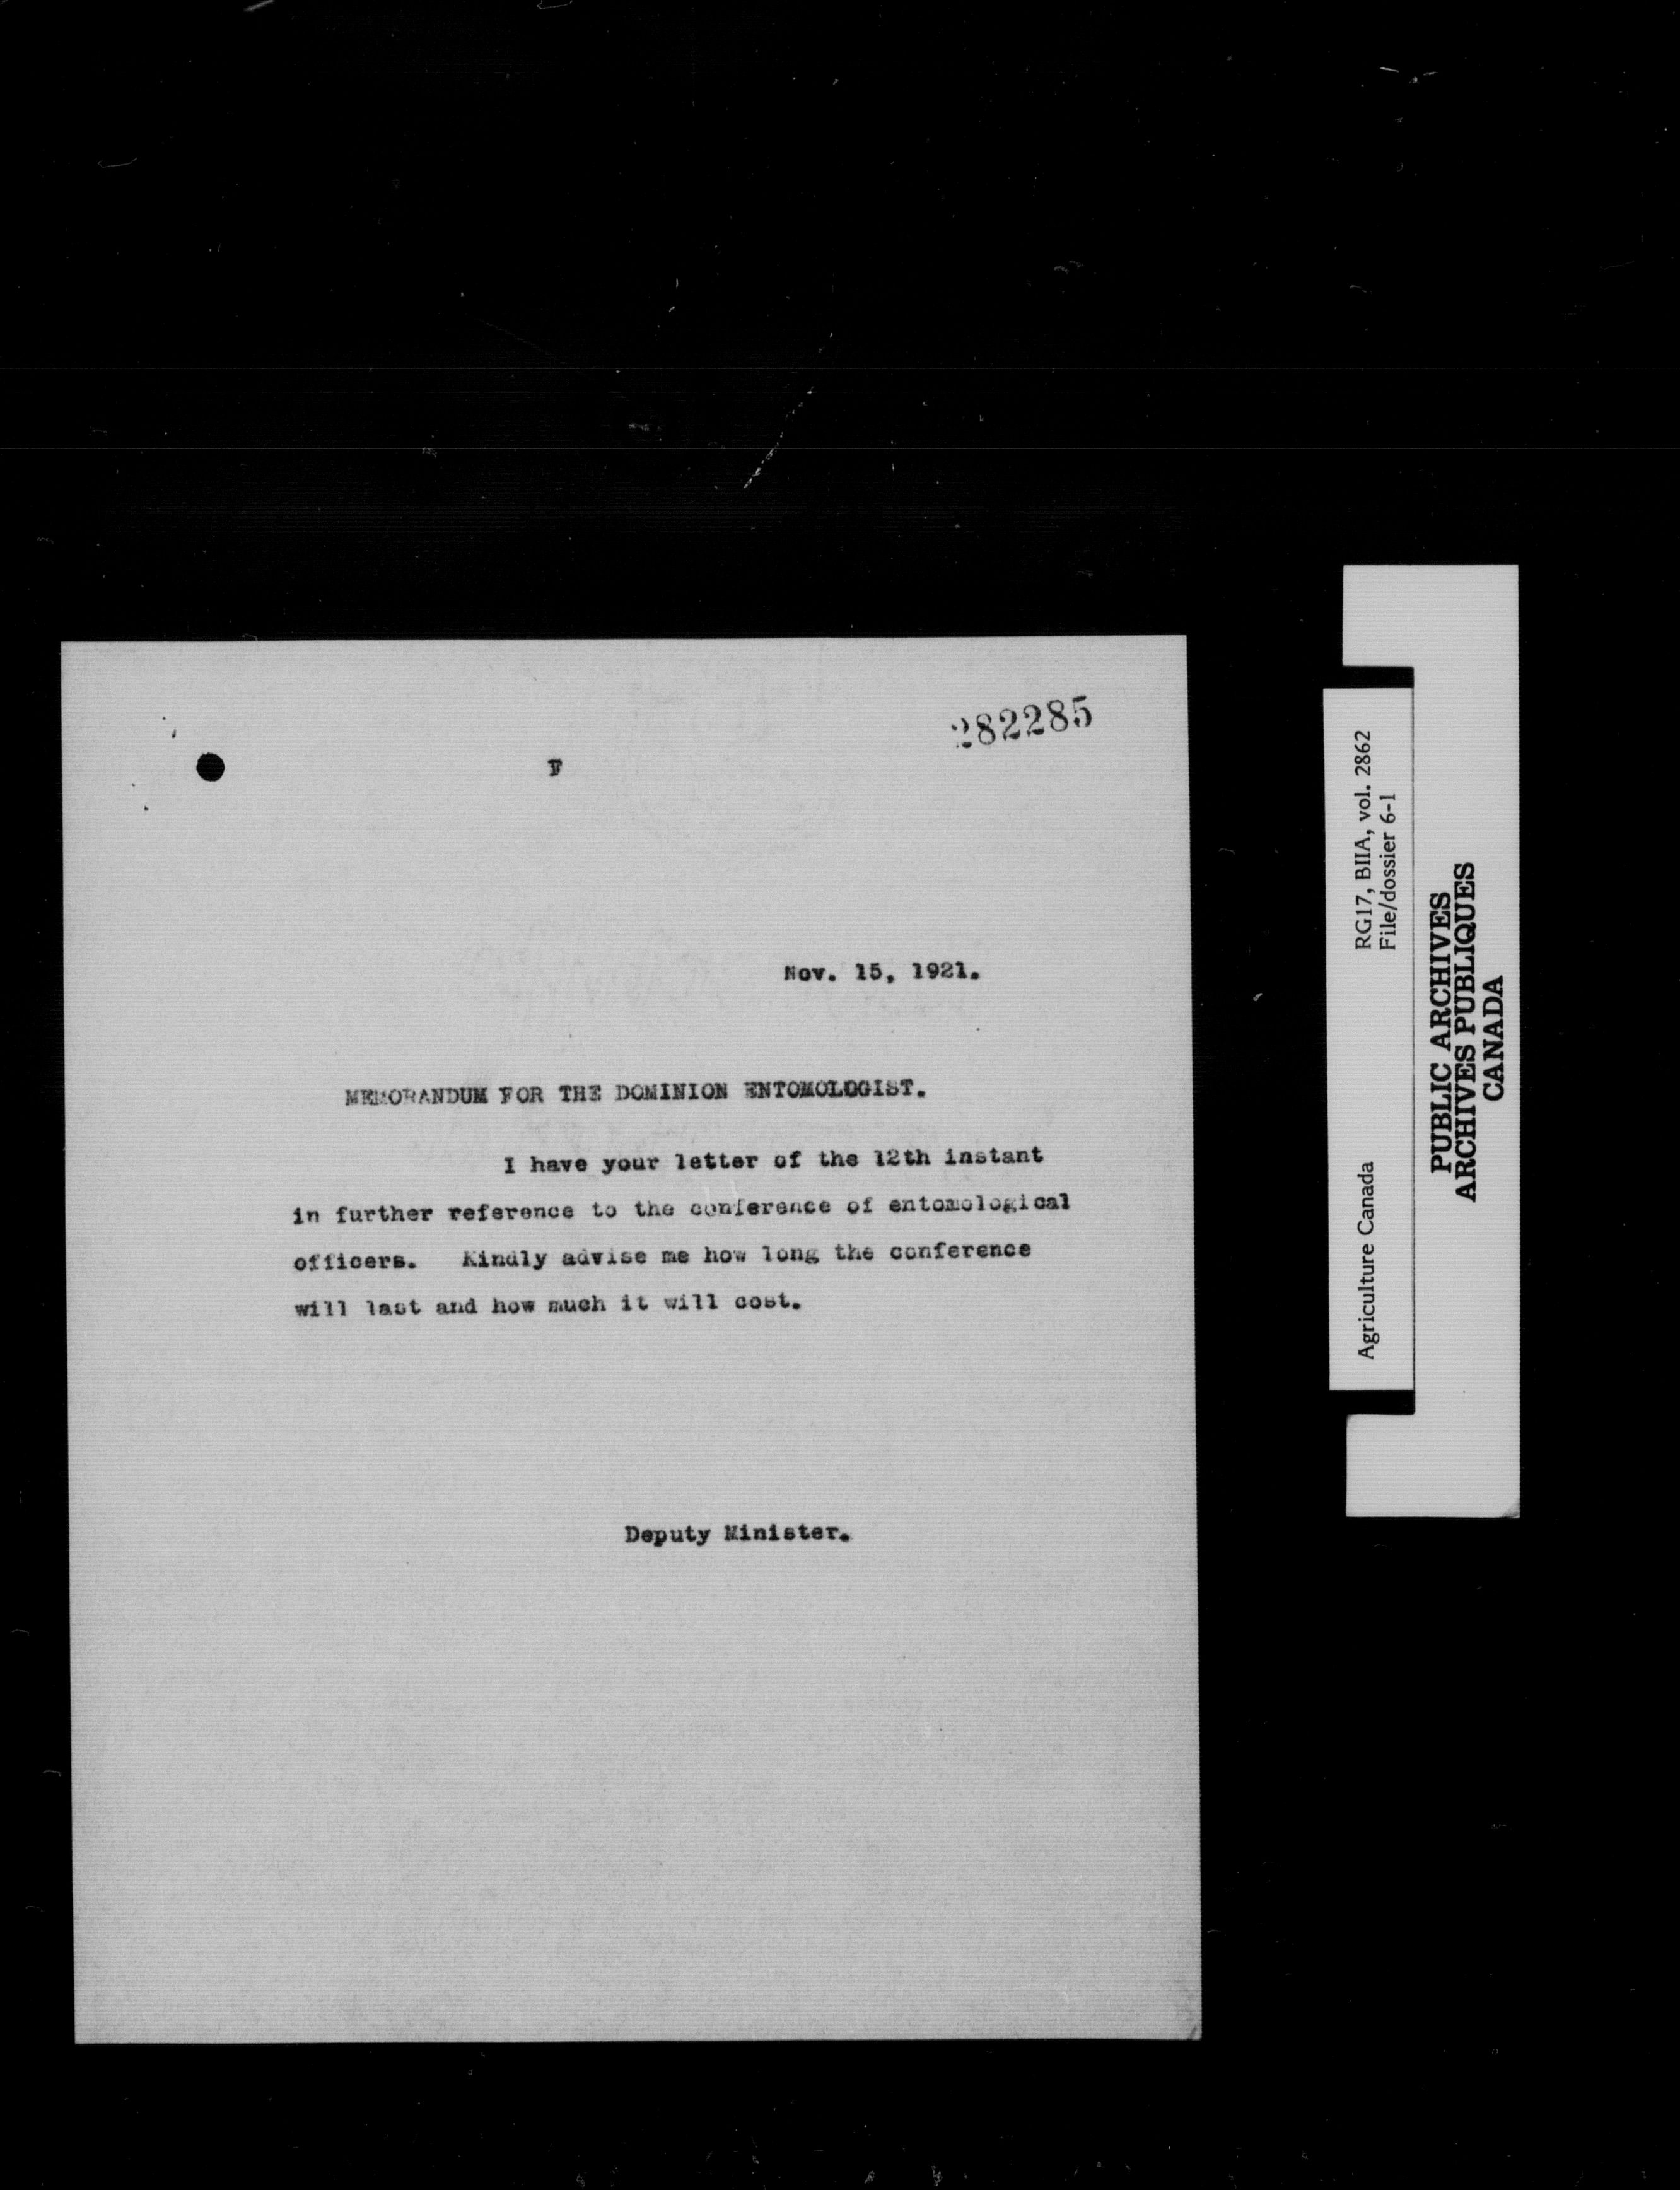 282285
F
Nov. 15, 1921.
MEMORANDUM FOR THE DOMINION ENTOMOLOGIST.
I have your letter of the 12th instant
in further reference to the conference of entomological
officers. Kindly advise me how long the conference
will last and how much it will cost.
Deputy Minister.
Agriculture Canada RG17, BIIA, vol. 2862
File/dossier 6-1
PUBLIC ARCHIVES
ARCHIVES PUBLIQUES
CANADA